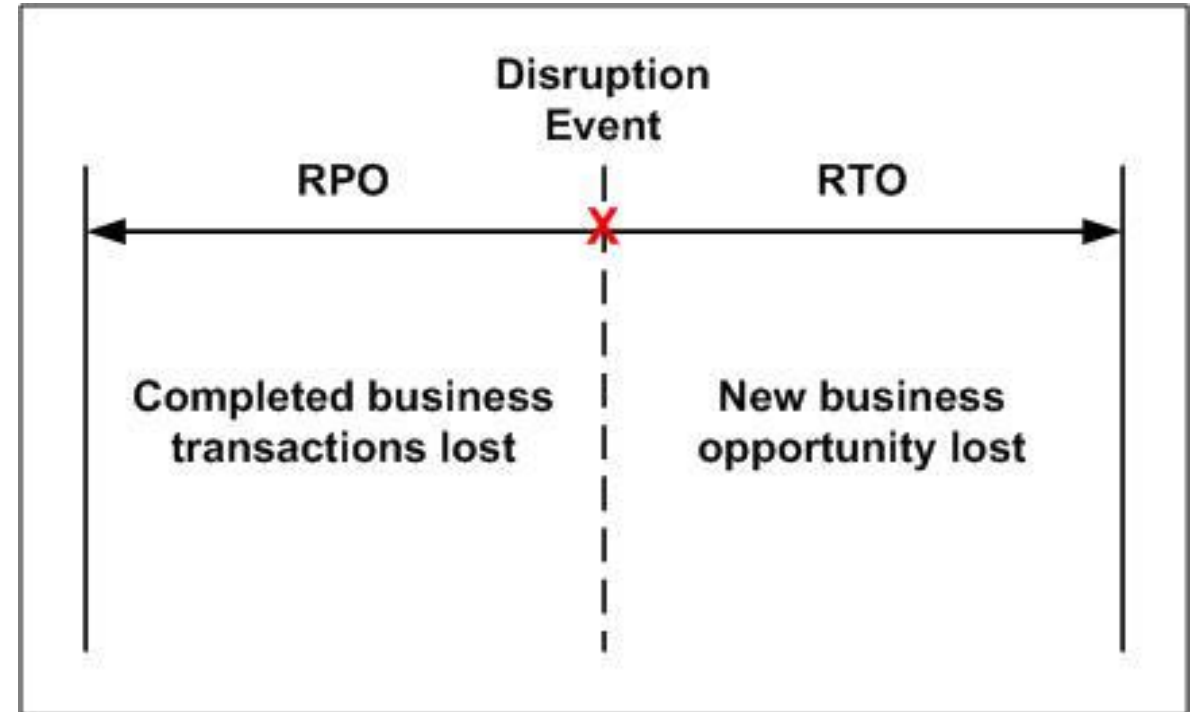 Disruption
Event
RPO
RTO
X
Completed business
transactions lost
New business
opportunity lost